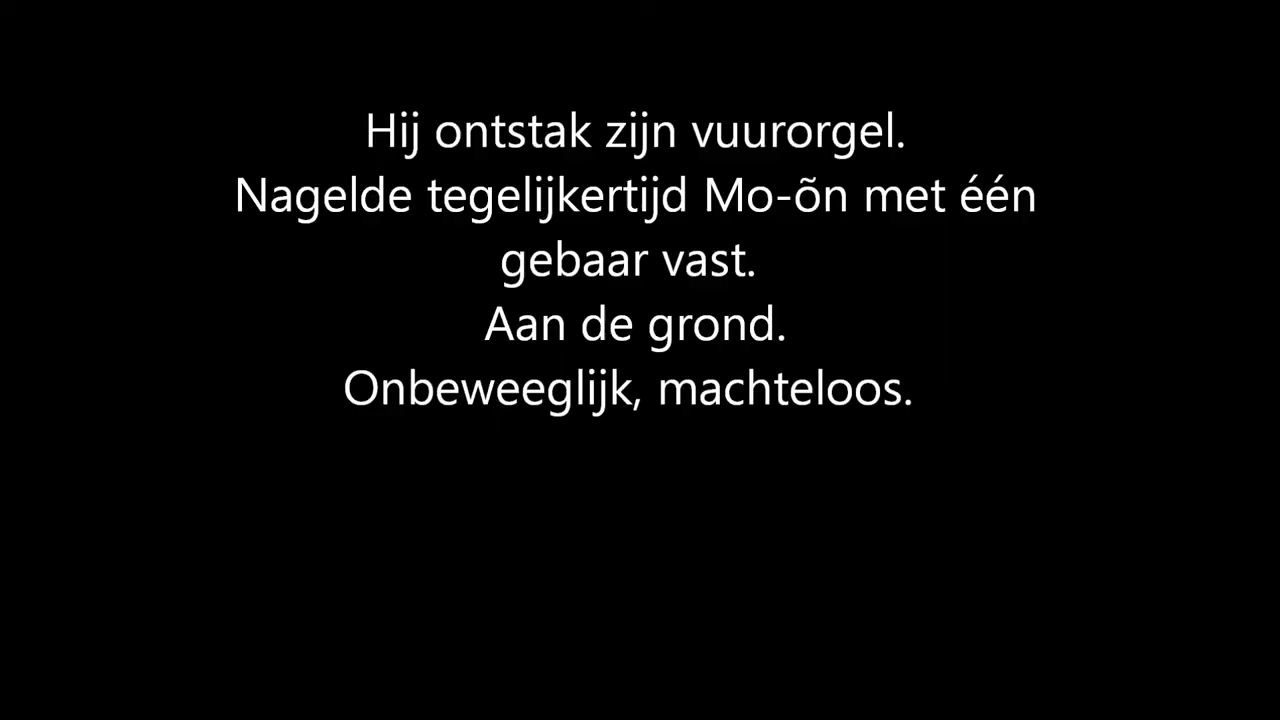 Hij ontstak zijn vuurorgel.
Nagelde tegelijkertijd Mo-õn met één
gebaar vast.
Aan de grond.
Onbeweeglijk, machteloos.